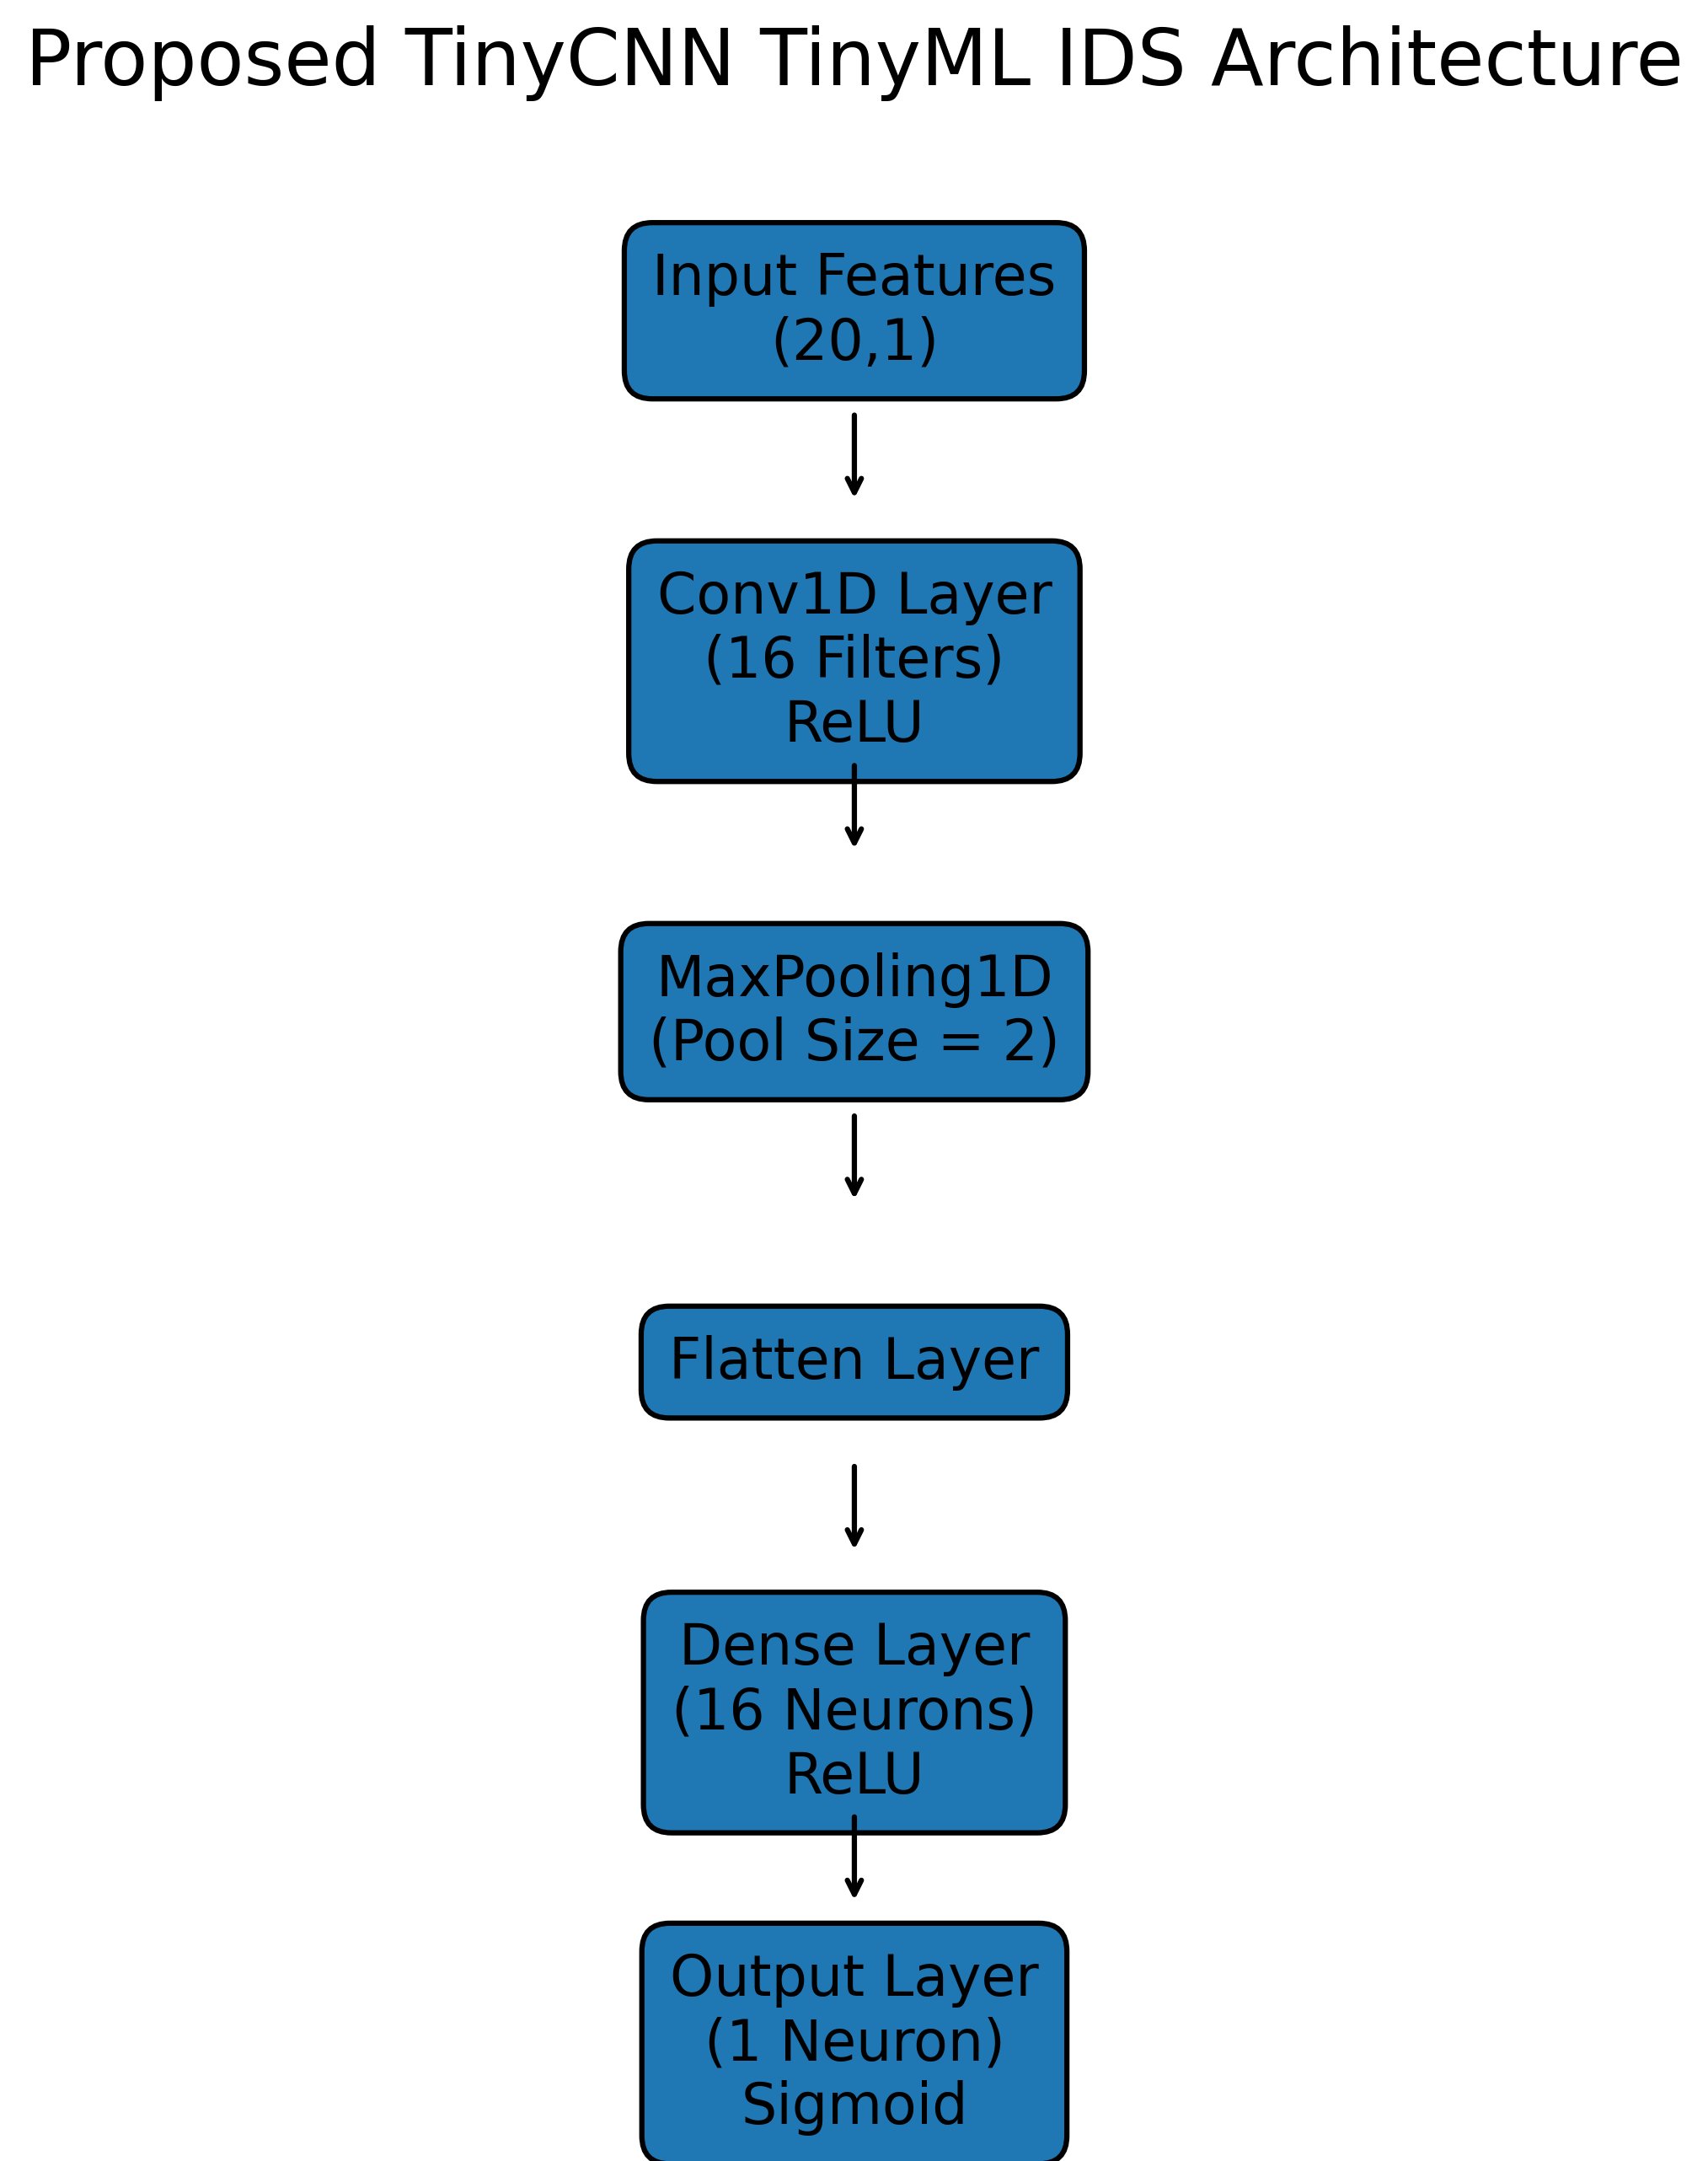 Proposed TinyCNN TinyML IDS Architecture
Input Features
(20,1)
Conv1D Layer
(16 Filters)
ReLU
MaxPooling1D
(Pool Size = 2)
Flatten Layer
Dense Layer
(16 Neurons)
ReLU
Output Layer
(1 Neuron)
Sigmoid